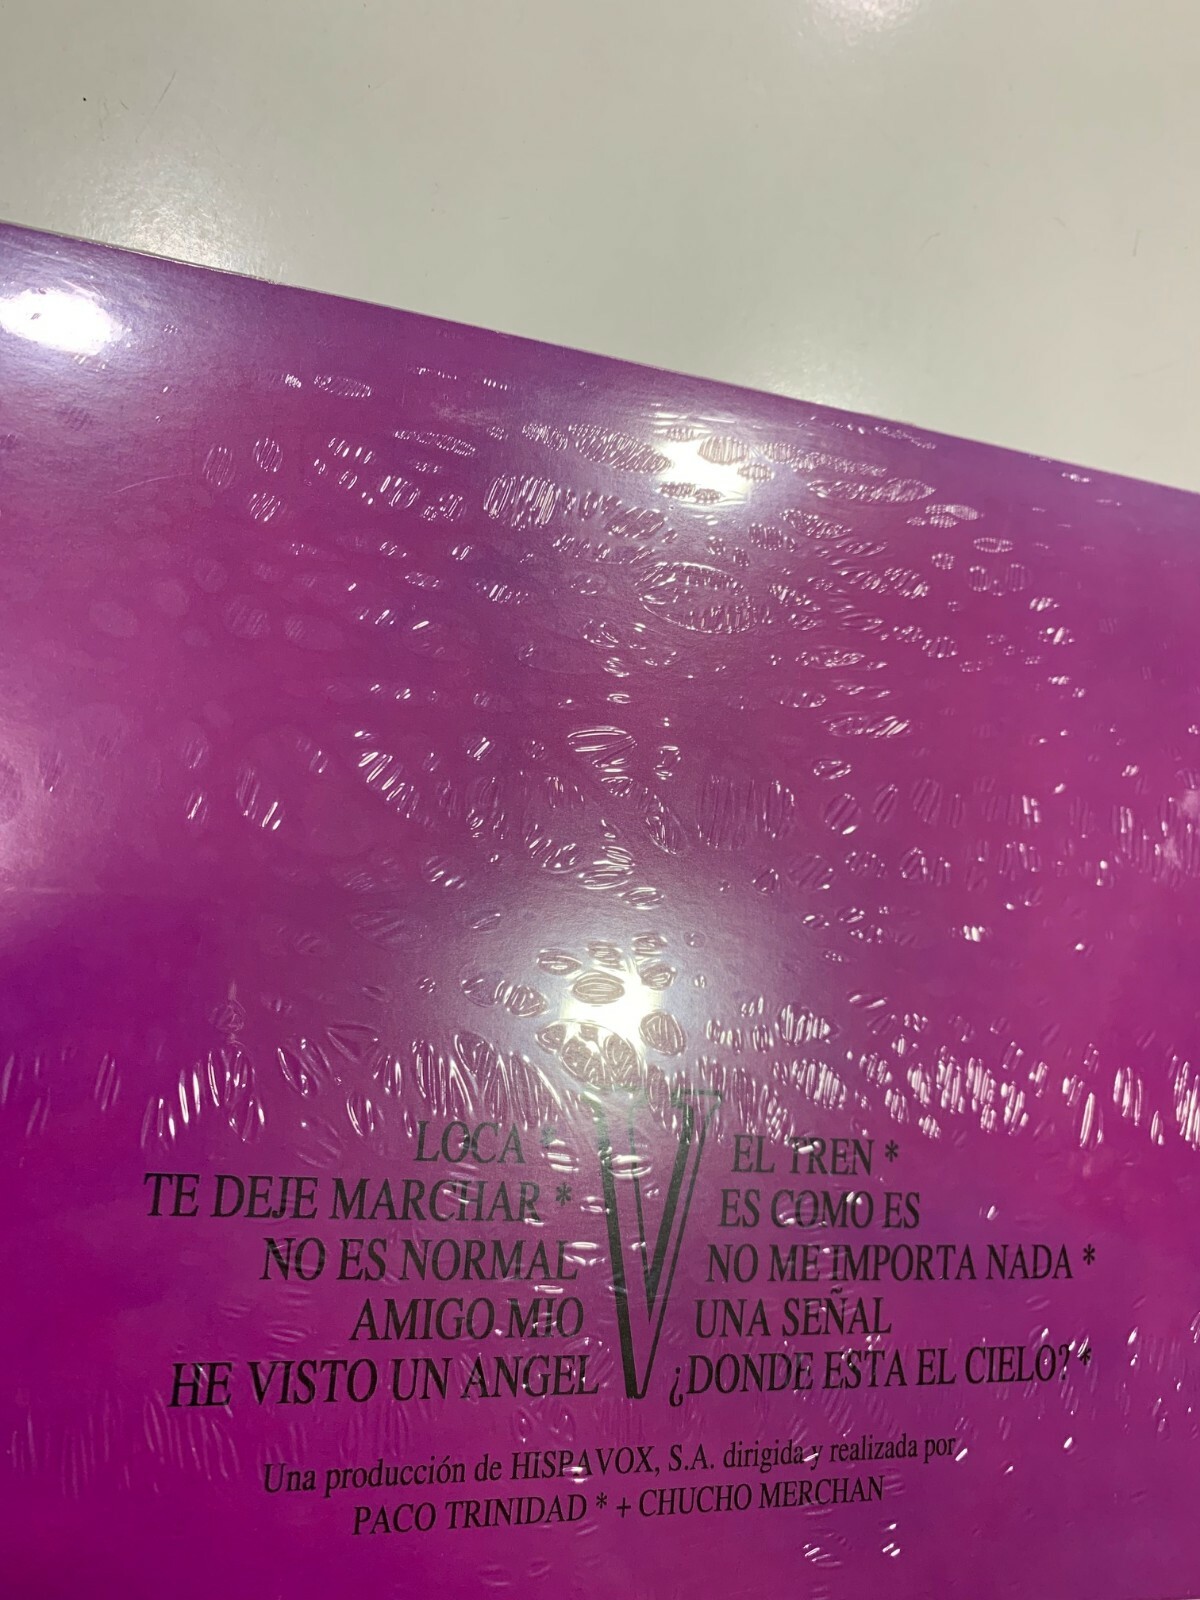 LOCA *
TE DEJE MARCHAR *
NO ES NORMAL
AMIGO MIO
HE VISTO UN ANGEL
V
EL TREN *
ES COMO ES
NO ME IMPORTA NADA *
UNA SEÑAL
¿DONDE ESTA EL CIELO? *
Una producción de HISPAVOX, S.A. dirigida y realizada por
PACO TRINIDAD * + CHUCHO MERCHAN